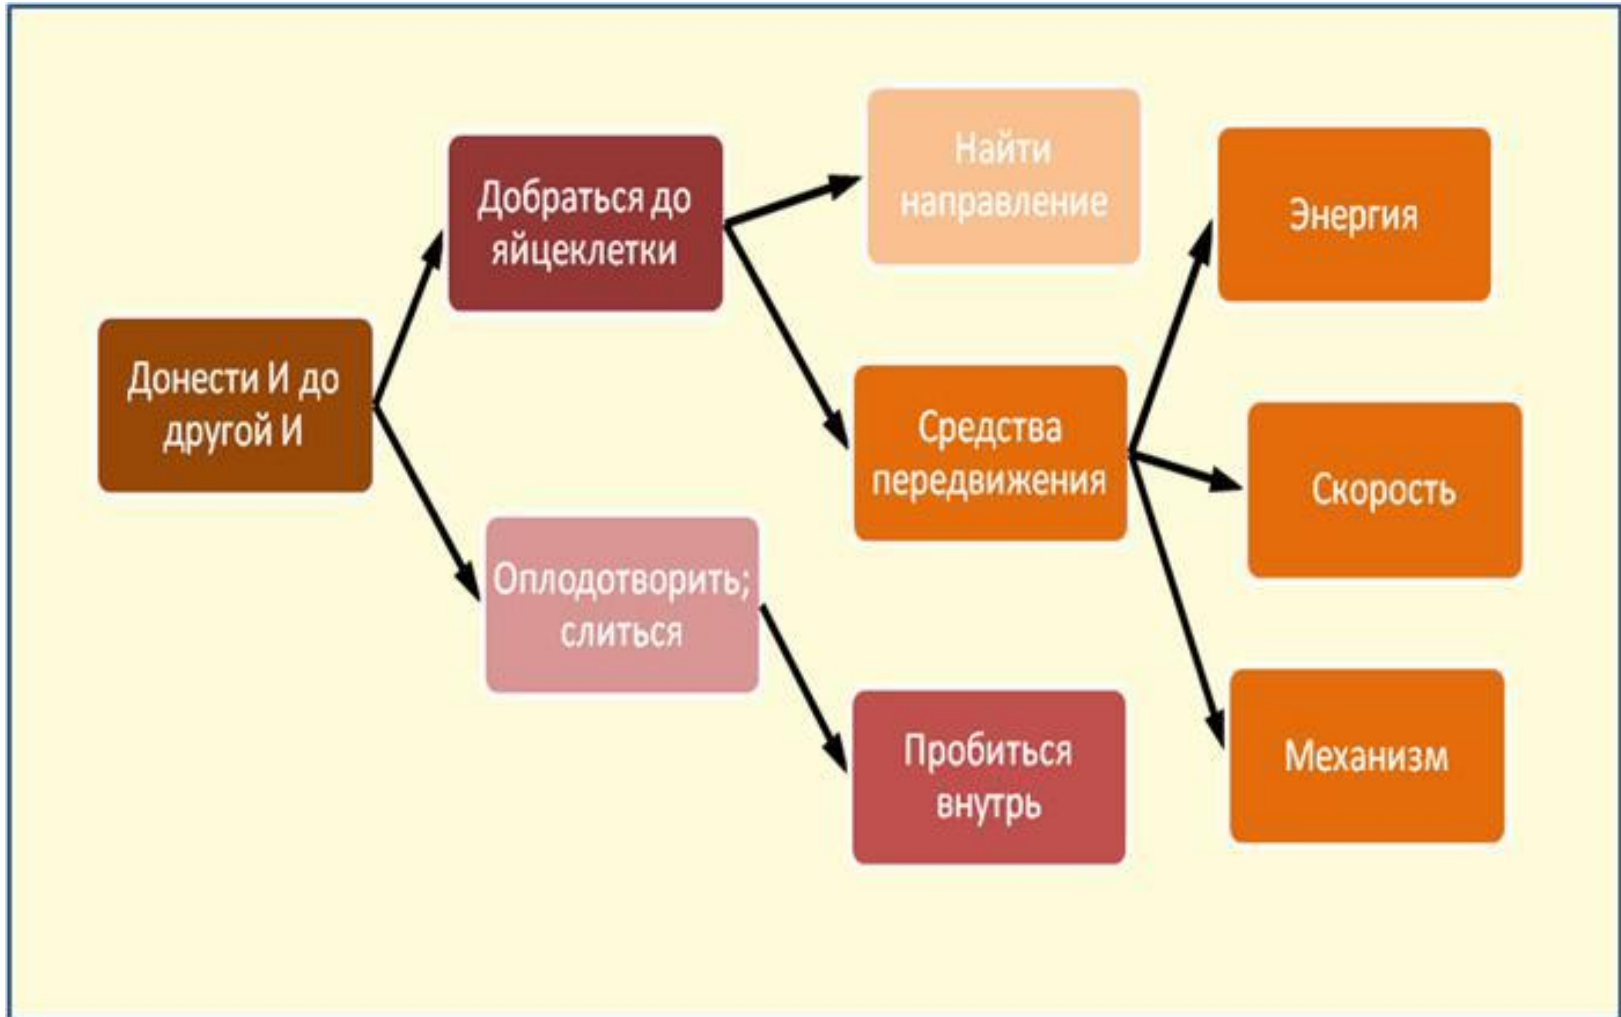 Донести И до
другой И
Добраться до
яйцеклетки
Оплодотворить;
слиться
Найти
направление
Средства
передвижения
Пробиться
внутрь
Энергия
Скорость
Механизм